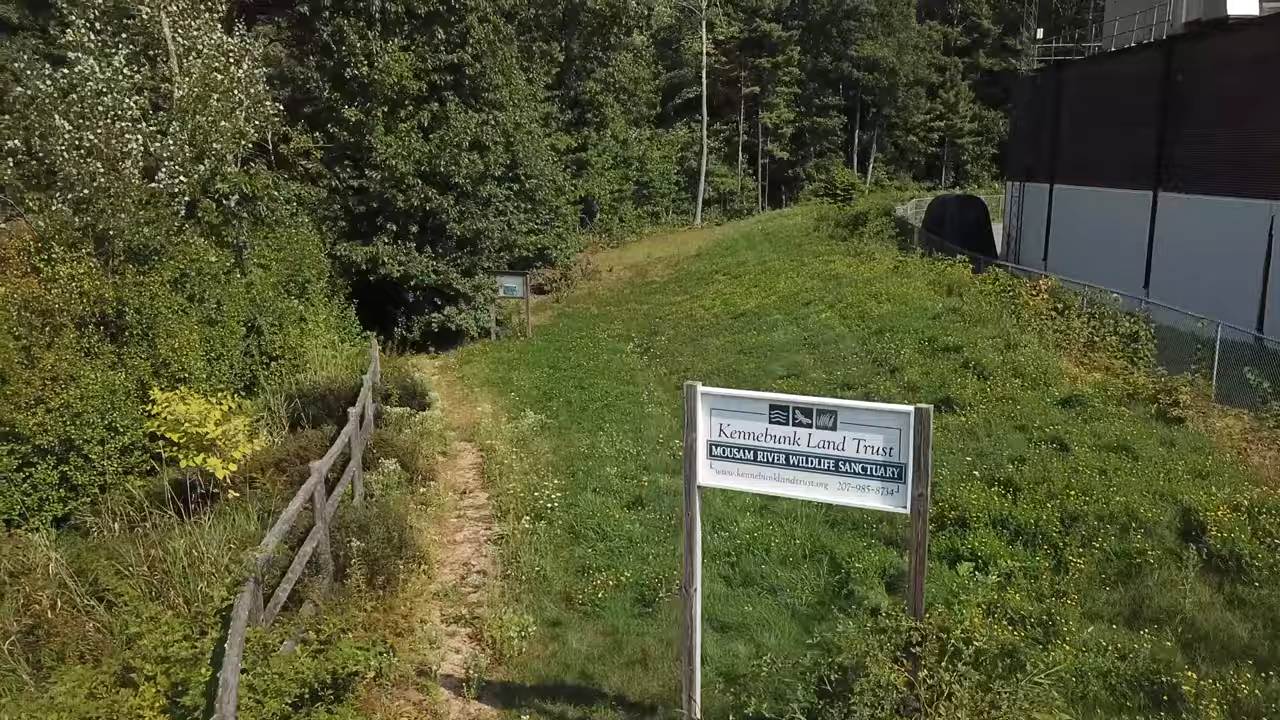 Kennebunk Land Trust
MOUSAM RIVER WILDLIFE SANCTUARY
www.kennebunklandtrust.org 207-985-8734